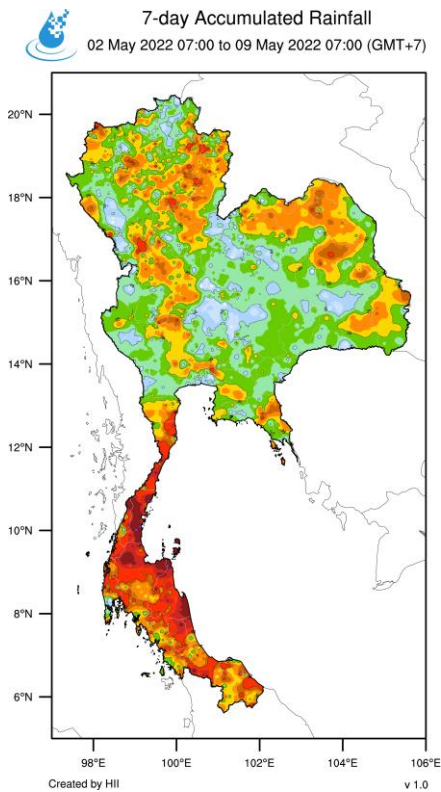 7-day Accumulated Rainfall
02 May 2022 07:00 to 09 May 2022 07:00 (GMT+7)
20°N
18°N
16°N
14°N
12°N
10°N
8°N
6°N
98°E 100°E 102°E 104°E 106°E
Created by HII v 1.0